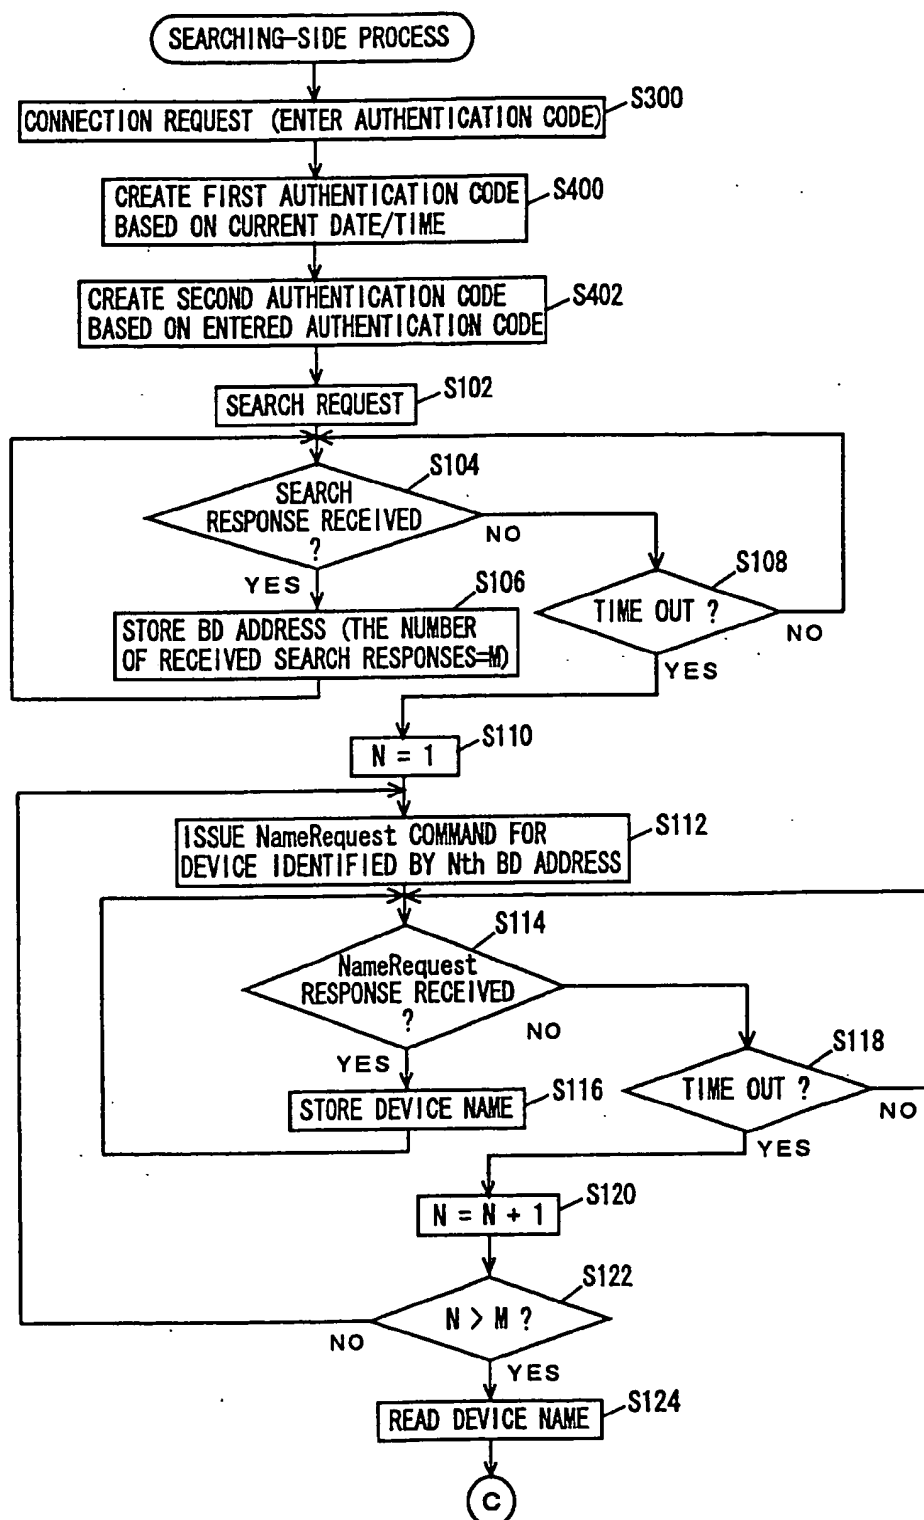 SEARCHING-SIDE PROCESS
S300
CONNECTION REQUEST (ENTER AUTHENTICATION CODE)
S400
CREATE FIRST AUTHENTICATION CODE
BASED ON CURRENT DATE/TIME
S402
CREATE SECOND AUTHENTICATION CODE
BASED ON ENTERED AUTHENTICATION CODE
S102
SEARCH REQUEST
S104
SEARCH
RESPONSE RECEIVED
?
NO
YES
S106
S108
TIME OUT ?
NO
YES
STORE BD ADDRESS (THE NUMBER
OF RECEIVED SEARCH RESPONSES=M)
S110
N = 1
S112
ISSUE NameRequest COMMAND FOR
DEVICE IDENTIFIED BY Nth BD ADDRESS
S114
NameRequest
RESPONSE RECEIVED
?
NO
YES
S116
STORE DEVICE NAME
S118
TIME OUT ?
NO
YES
S120
N = N + 1
S122
N > M ?
NO
YES
S124
READ DEVICE NAME
C